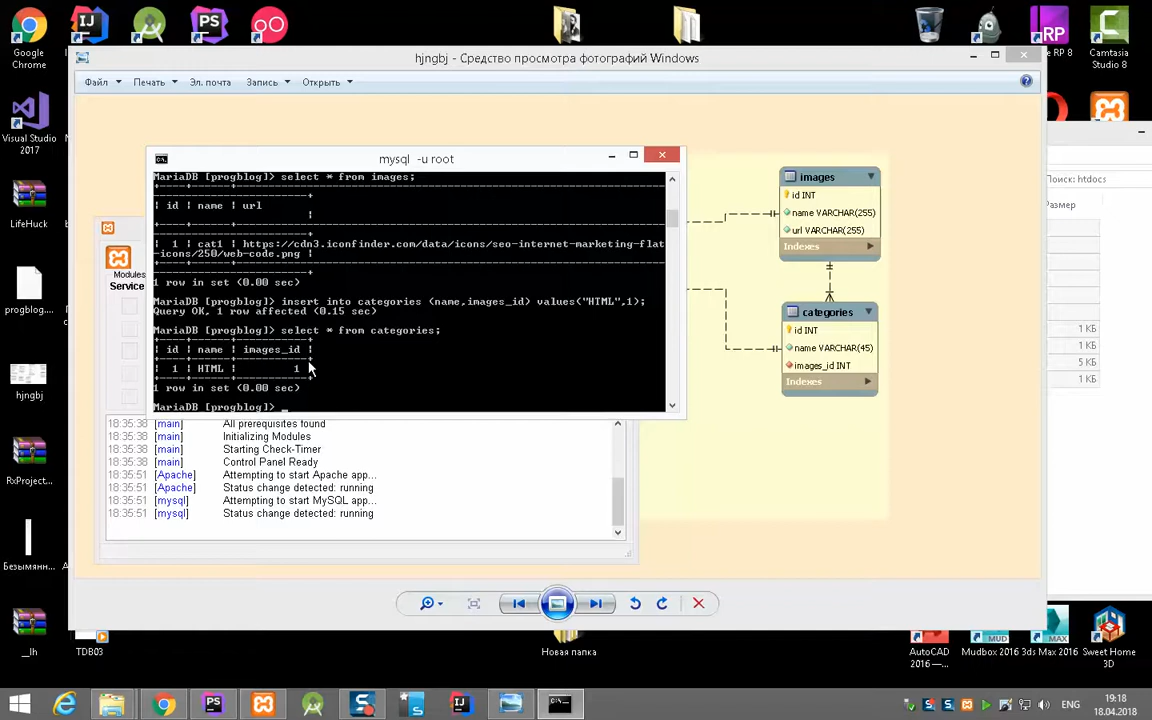 Google
Chrome
Visual Studio
2017
LifeHuck
progblog....
hjngbj
RxProject...
Безымянн...
__lh
TDB03
RP 8
Camtasia
Studio 8
hjngbj - Средство просмотра фотографий Windows
Файл
Печать
Эл. почта
Запись
Открыть
Поиск: htdocs
Размер
1 КБ
2 КБ
1 КБ
1 КБ
Modules
Service
mysql -u root
MariaDB [progblog]> select * from images;
| id | name | url
|
| 1 | cat1 | https://cdn3.iconfinder.com/data/icons/seo-internet-marketing-flat
-icons/250/web-code.png |
1 row in set (0.00 sec)
MariaDB [progblog]> insert into categories (name,images_id) values("HTML",1);
Query OK, 1 row affected (0.15 sec)
MariaDB [progblog]> select * from categories;
| id | name | images_id |
| 1 | HTML | 1 |
1 row in set (0.00 sec)
MariaDB [progblog]> _
images
id INT
name VARCHAR(255)
url VARCHAR(255)
Indexes
categories
id INT
name VARCHAR(45)
images_id INT
Indexes
18:35:38 [main] All prerequisites found
18:35:38 [main] Initializing Modules
18:35:38 [main] Starting Check-Timer
18:35:38 [main] Control Panel Ready
18:35:51 [Apache] Attempting to start Apache app...
18:35:51 [Apache] Status change detected: running
18:35:51 [mysql] Attempting to start MySQL app...
18:35:51 [mysql] Status change detected: running
Новая папка
AutoCAD
2016 —...
Mudbox 2016
3ds Max 2016
Sweet Home
3D
ENG
19:18
18.04.2018